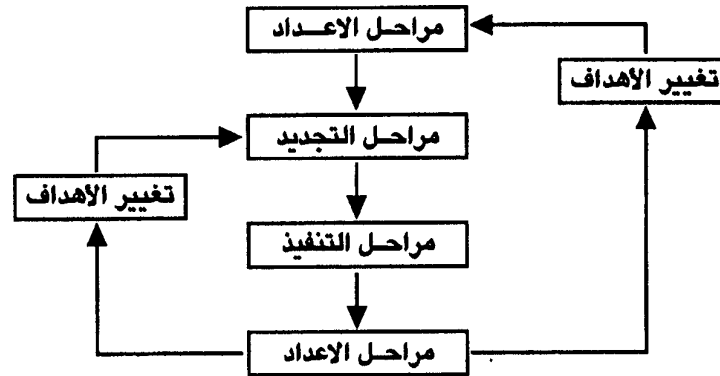 مراحل الاعداد
تغيير الأهداف
مراحل التجديد
تغيير الأهداف
مراحل التنفيذ
مراحل الاعداد